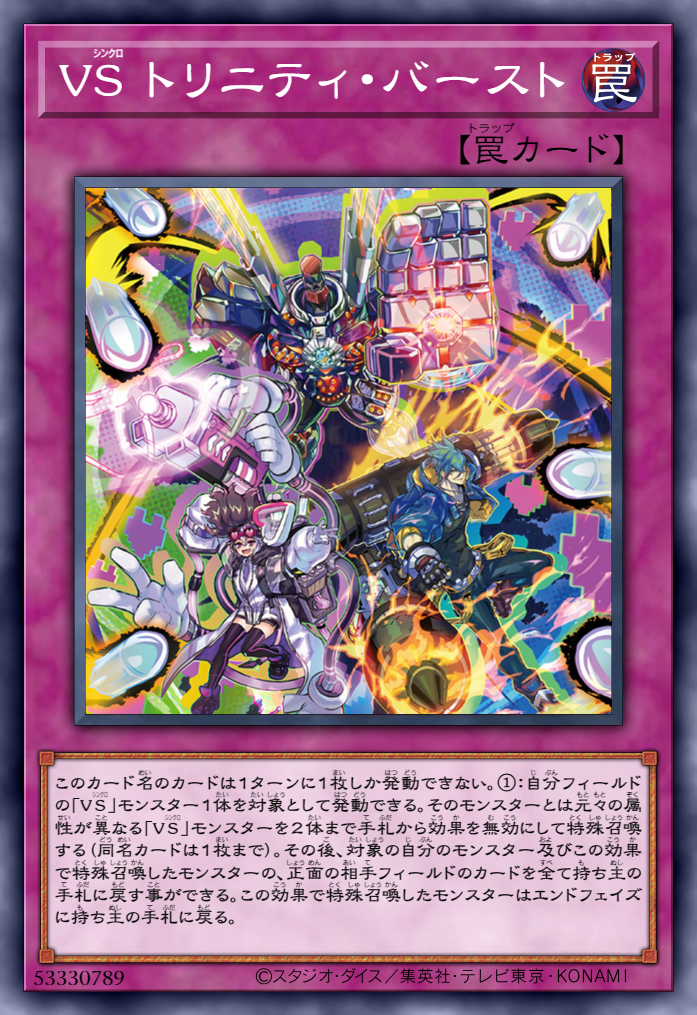 VS トリニティ・バースト
シンクロ
罠
トラップ
【罠カード】
トラップ
このカード名のカードは1ターンに1枚しか発動できない。①:自分フィールド
の「VS」モンスター1体を対象として発動できる。そのモンスターとは元々の属
性が異なる「VS」モンスターを2体まで手札から効果を無効にして特殊召喚
する(同名カードは1枚まで)。その後、対象の自分のモンスター及びこの効果
で特殊召喚したモンスターの、正面の相手フィールドのカードを全て持ち主の
手札に戻す事ができる。この効果で特殊召喚したモンスターはエンドフェイズ
に持ち主の手札に戻る。
53330789
©スタジオ・ダイス/集英社・テレビ東京・KONAMI